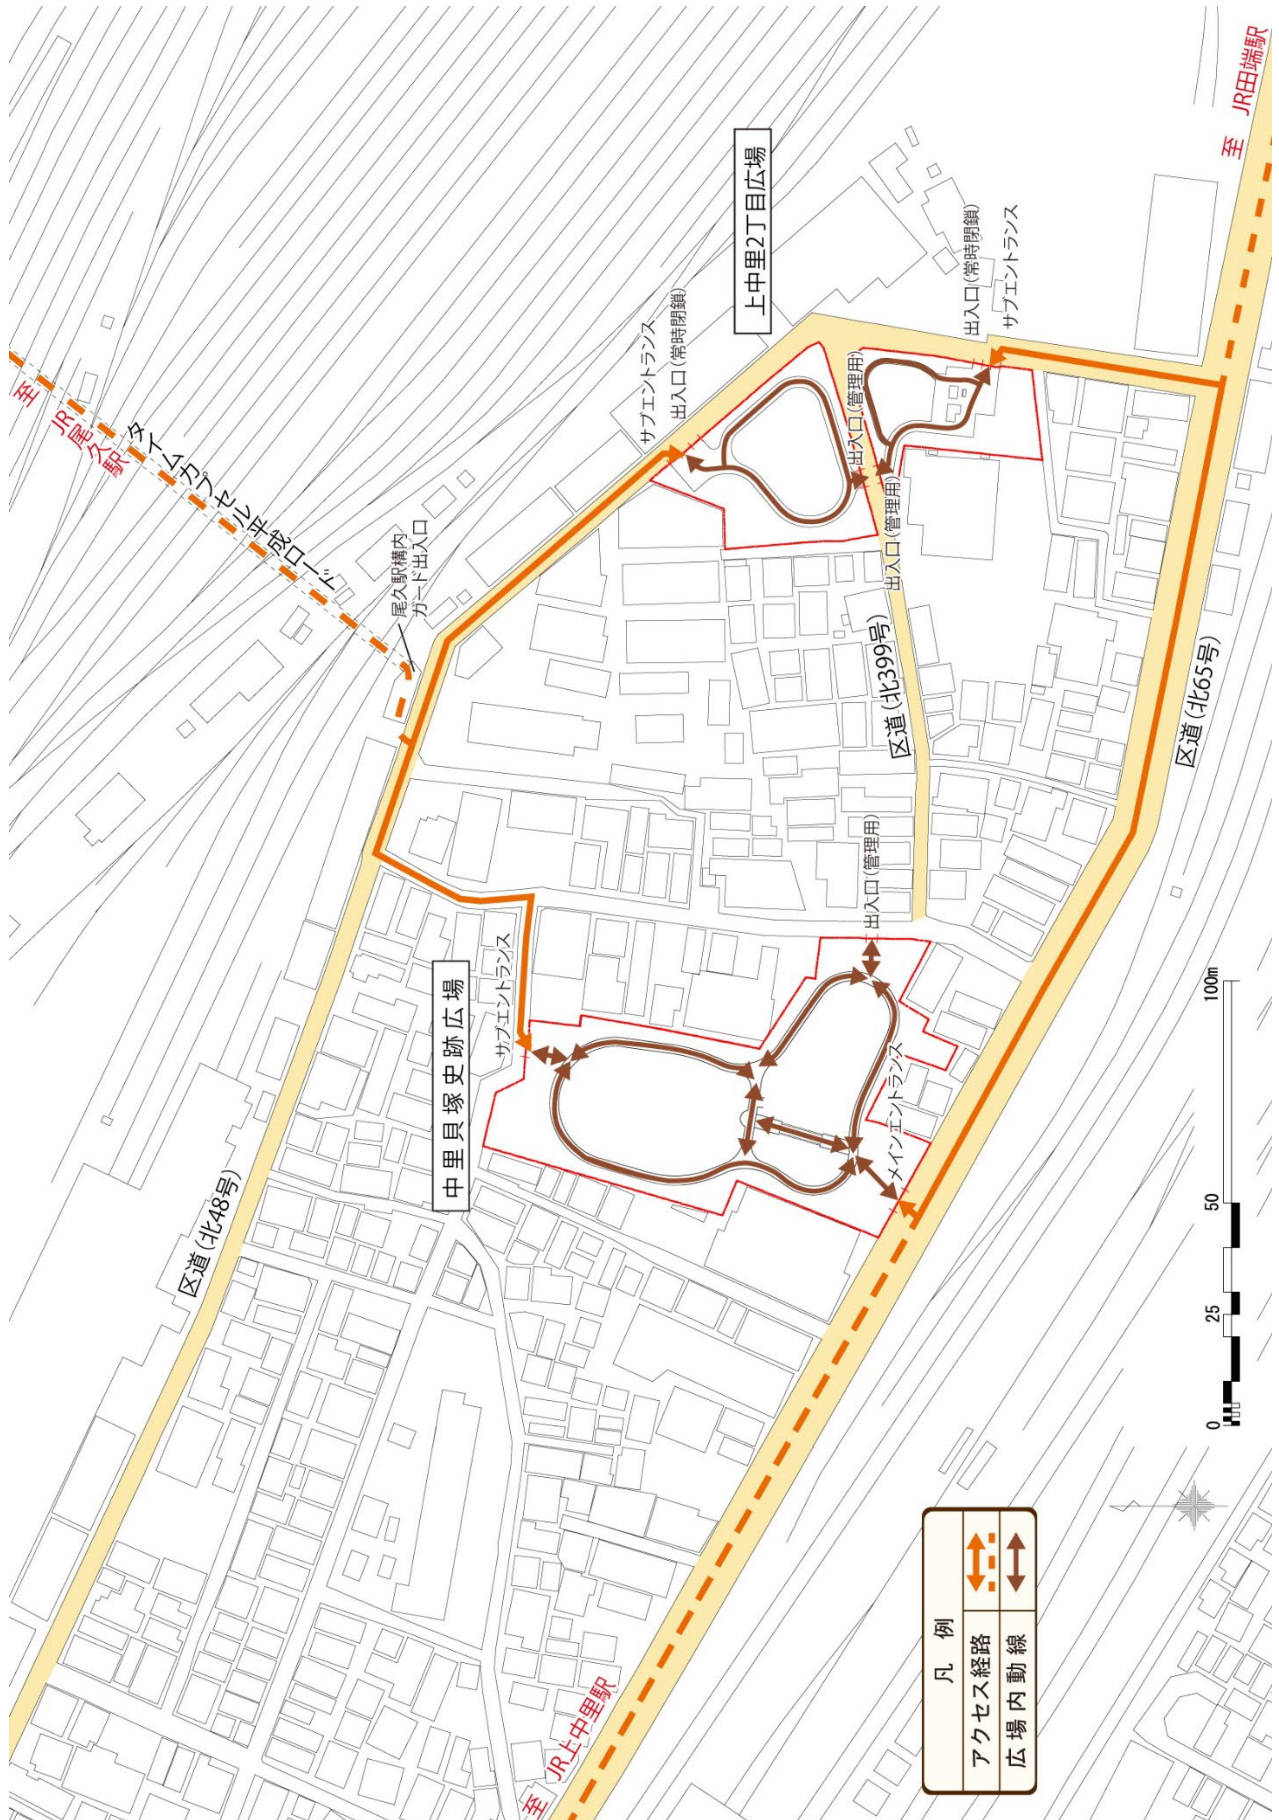 至 JR尾久駅
タイムカプセル平成ロード
尾久駅構内
ガード出入口
区道(北48号)
中里貝塚史跡広場
サブエントランス
サブエントランス
出入口(常時閉鎖)
上中里2丁目広場
出入口(管理用)
出入口(管理用)
出入口(常時閉鎖)
サブエントランス
区道(北399号)
出入口(管理用)
メインエントランス
区道(北65号)
至 JR田端駅
至 JR上中里駅
凡例
アクセス経路
広場内動線
0 25 50 100m